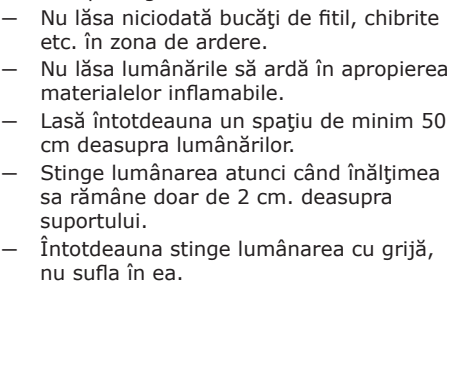 — Nu lăsa niciodată bucăţi de fitil, chibrite
etc. în zona de ardere.
— Nu lăsa lumânările să ardă în apropierea
materialelor inflamabile.
— Lasă întotdeauna un spaţiu de minim 50
cm deasupra lumânărilor.
— Stinge lumânarea atunci când înălţimea
sa rămâne doar de 2 cm. deasupra
suportului.
— Întotdeauna stinge lumânarea cu grijă,
nu sufla în ea.